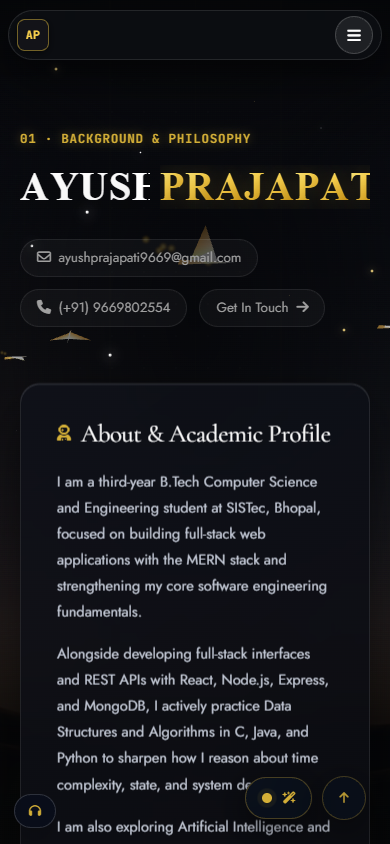 AP
01 · BACKGROUND & PHILOSOPHY
AYUSH PRAJAPAT
ayushprajapati9669@gmail.com
(+91) 9669802554
Get In Touch →
About & Academic Profile
I am a third-year B.Tech Computer Science
and Engineering student at SISTec, Bhopal,
focused on building full-stack web
applications with the MERN stack and
strengthening my core software engineering
fundamentals.
Alongside developing full-stack interfaces
and REST APIs with React, Node.js, Express,
and MongoDB, I actively practice Data
Structures and Algorithms in C, Java, and
Python to sharpen how I reason about time
complexity, state, and system de
I am also exploring Artificial Intelligence and